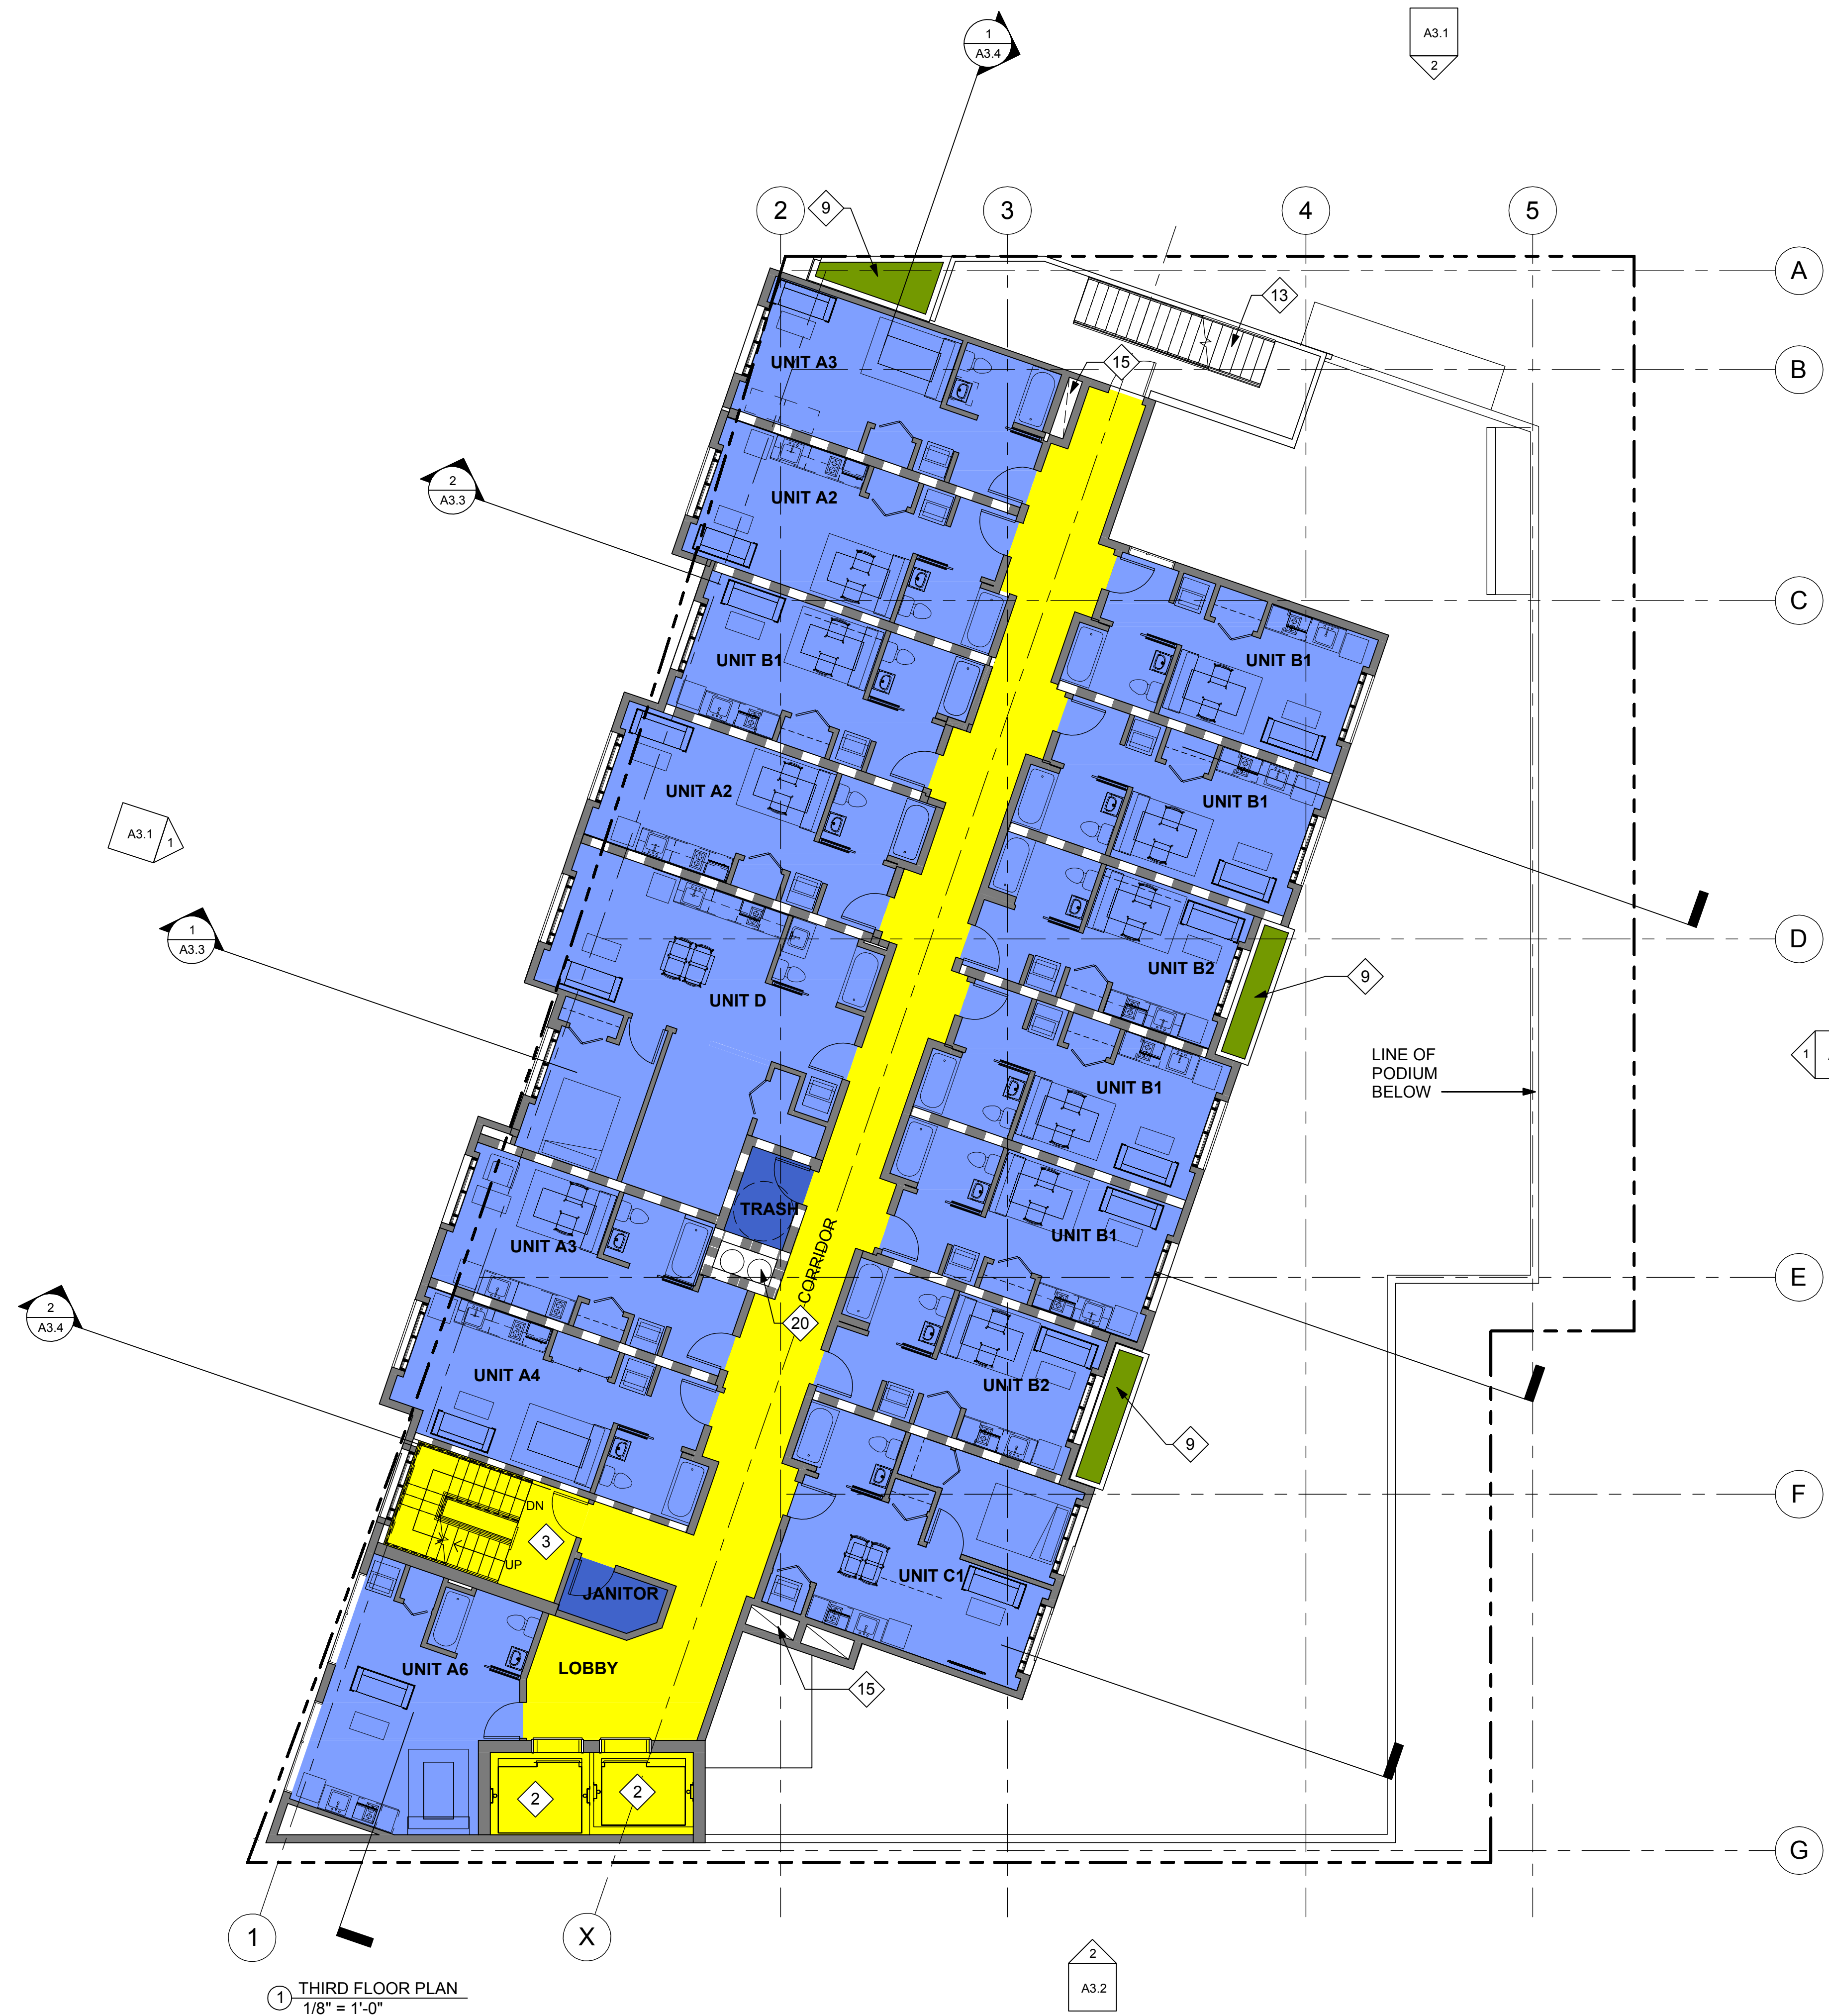 1
A3.4
A3.1
2
2
9
3
4
5
A
13
UNIT A3
15
B
2
A3.3
UNIT A2
C
UNIT B1
UNIT B1
UNIT A2
UNIT B1
A3.1
1
1
A3.3
D
UNIT B2
9
UNIT D
LINE OF
PODIUM
BELOW
1
UNIT B1
TRASH
UNIT B1
UNIT A3
CORRIDOR
E
2
A3.4
20
UNIT A4
UNIT B2
9
F
DN
3
UP
UNIT C1
JANITOR
UNIT A6
LOBBY
15
2
2
G
1
X
2
A3.2
1
THIRD FLOOR PLAN
1/8" = 1'-0"